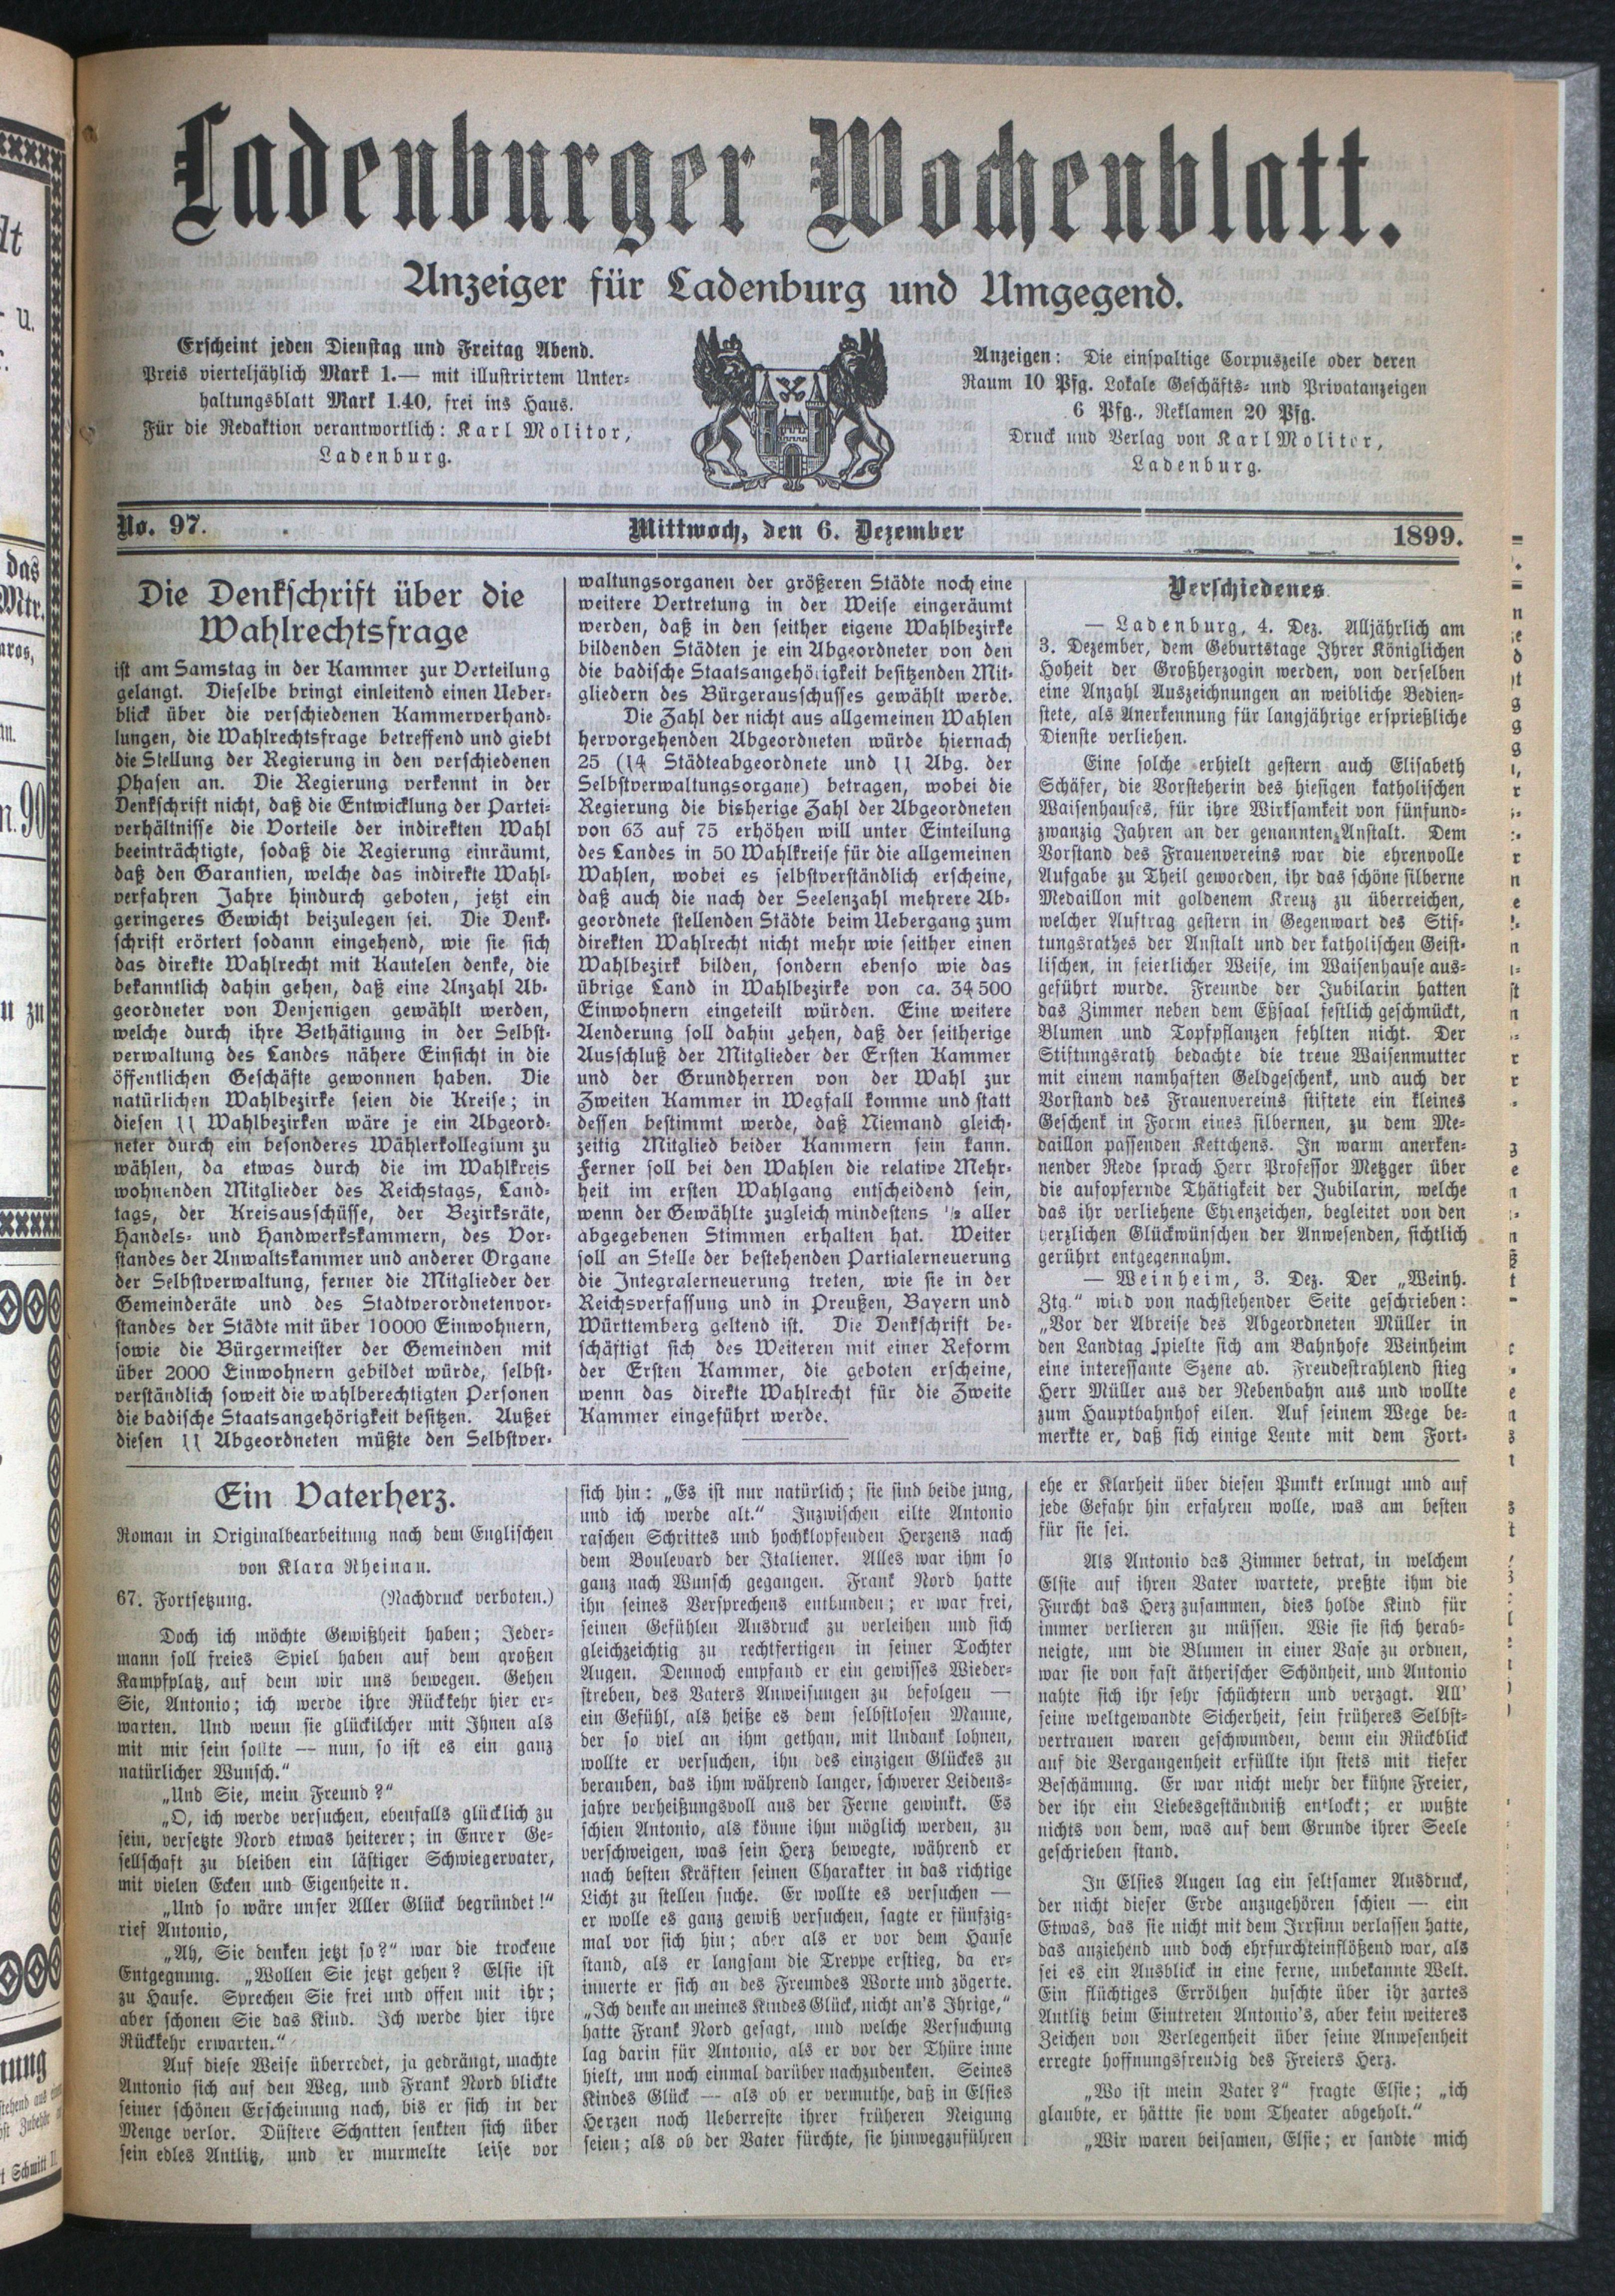 Ladenburger Wochenblatt.
Anzeiger für Ladenburg und Umgegend.
Erscheint jeden Dienstag und Freitag Abend.
Preis vierteljählich Mark 1.— mit illustrirtem Unter-
haltungsblatt Mark 1.40, frei ins Haus.
Für die Redaktion verantwortlich: Karl Molitor,
Ladenburg.
Anzeigen: Die einspaltige Corpuszeile oder deren
Raum 10 Pfg. Lokale Geschäfts- und Privatanzeigen
6 Pfg., Reklamen 20 Pfg.
Druck und Verlag von Karl Molitor,
Ladenburg.
No. 97.
Mittwoch, den 6. Dezember
1899.
Die Denkschrift über die
Wahlrechtsfrage
ist am Samstag in der Kammer zur Verteilung
gelangt. Dieselbe bringt einleitend einen Ueber-
blick über die verschiedenen Kammerverhand-
lungen, die Wahlrechtsfrage betreffend und giebt
die Stellung der Regierung in den verschiedenen
Phasen an. Die Regierung verkennt in der
Denkschrift nicht, daß die Entwicklung der Partei-
verhältnisse die Vorteile der indirekten Wahl
beeinträchtigte, sodaß die Regierung einräumt,
daß den Garantien, welche das indirekte Wahl-
verfahren Jahre hindurch geboten, jetzt ein
geringeres Gewicht beizulegen sei. Die Denk-
schrift erörtert sodann eingehend, wie sie sich
das direkte Wahlrecht mit Kautelen denke, die
bekanntlich dahin gehen, daß eine Anzahl Ab-
geordneter von Denjenigen gewählt werden,
welche durch ihre Bethätigung in der Selbst-
verwaltung des Landes nähere Einsicht in die
öffentlichen Geschäfte gewonnen haben. Die
natürlichen Wahlbezirke seien die Kreise; in
diesen 11 Wahlbezirken wäre je ein Abgeord-
neter durch ein besonderes Wählerkollegium zu
wählen, da etwas durch die im Wahlkreis
wohnenden Mitglieder des Reichstags, Land-
tags, der Kreisausschüsse, der Bezirksräte,
Handels- und Handwerkskammern, des Vor-
standes der Anwaltskammer und anderer Organe
der Selbstverwaltung, ferner die Mitglieder der
Gemeinderäte und des Stadtverordnetenvor-
standes der Städte mit über 10000 Einwohnern,
sowie die Bürgermeister der Gemeinden mit
über 2000 Einwohnern gebildet würde, selbst-
verständlich soweit die wahlberechtigten Personen
die badische Staatsangehörigkeit besitzen. Außer
diesen 11 Abgeordneten müßte den Selbstver-
waltungsorganen der größeren Städte noch eine
weitere Vertretung in der Weise eingeräumt
werden, daß in den seither eigene Wahlbezirke
bildenden Städten je ein Abgeordneter von den
die badische Staatsangehörigkeit besitzenden Mit-
gliedern des Bürgerausschusses gewählt werde.
Die Zahl der nicht aus allgemeinen Wahlen
hervorgehenden Abgeordneten würde hiernach
25 (14 Städteabgeordnete und 11 Abg. der
Selbstverwaltungsorgane) betragen, wobei die
Regierung die bisherige Zahl der Abgeordneten
von 63 auf 75 erhöhen will unter Einteilung
des Landes in 50 Wahlkreise für die allgemeinen
Wahlen, wobei es selbstverständlich erscheine,
daß auch die nach der Seelenzahl mehrere Ab-
geordnete stellenden Städte beim Uebergang zum
direkten Wahlrecht nicht mehr wie seither einen
Wahlbezirk bilden, sondern ebenso wie das
übrige Land in Wahlbezirke von ca. 34 500
Einwohnern eingeteilt würden. Eine weitere
Aenderung soll dahin gehen, daß der seitherige
Ausschluß der Mitglieder der Ersten Kammer
und der Grundherren von der Wahl zur
Zweiten Kammer in Wegfall komme und statt
dessen bestimmt werde, daß Niemand gleich-
zeitig Mitglied beider Kammern sein kann.
Ferner soll bei den Wahlen die relative Mehr-
heit im ersten Wahlgang entscheidend sein,
wenn der Gewählte zugleich mindestens ½ aller
abgegebenen Stimmen erhalten hat. Weiter
soll an Stelle der bestehenden Partialerneuerung
die Integralerneuerung treten, wie sie in der
Reichsverfassung und in Preußen, Bayern und
Württemberg geltend ist. Die Denkschrift be-
schäftigt sich des Weiteren mit einer Reform
der Ersten Kammer, die geboten erscheine,
wenn das direkte Wahlrecht für die Zweite
Kammer eingeführt werde.
Verschiedenes
— Ladenburg, 4. Dez. Alljährlich am
3. Dezember, dem Geburtstage Ihrer Königlichen
Hoheit der Großherzogin werden, von derselben
eine Anzahl Auszeichnungen an weibliche Bedien-
stete, als Anerkennung für langjährige ersprießliche
Dienste verliehen.
Eine solche erhielt gestern auch Elisabeth
Schäfer, die Vorsteherin des hiesigen katholischen
Waisenhauses, für ihre Wirksamkeit von fünfund-
zwanzig Jahren an der genannten Anstalt. Dem
Vorstand des Frauenvereins war die ehrenvolle
Aufgabe zu Theil geworden, ihr das schöne silberne
Medaillon mit goldenem Kreuz zu überreichen,
welcher Auftrag gestern in Gegenwart des Stif-
tungsrathes der Anstalt und der katholischen Geist-
lischen, in feierlicher Weise, im Waisenhause aus-
geführt wurde. Freunde der Jubilarin hatten
das Zimmer neben dem Eßsaal festlich geschmückt,
Blumen und Topfpflanzen fehlten nicht. Der
Stiftungsrath bedachte die treue Waisenmutter
mit einem namhaften Geldgeschenk, und auch der
Vorstand des Frauenvereins stiftete ein kleines
Geschenk in Form eines silbernen, zu dem Me-
daillon passenden Kettchens. In warm anerken-
nender Rede sprach Herr Professor Metzger über
die aufopfernde Thätigkeit der Jubilarin, welche
das ihr verliehene Ehrenzeichen, begleitet von den
herzlichen Glückwünschen der Anwesenden, sichtlich
gerührt entgegennahm.
— Weinheim, 3. Dez. Der „Weinh.
Ztg.“ wird von nachstehender Seite geschrieben:
„Vor der Abreise des Abgeordneten Müller in
den Landtag spielte sich am Bahnhofe Weinheim
eine interessante Szene ab. Freudestrahlend stieg
Herr Müller aus der Nebenbahn aus und wollte
zum Hauptbahnhof eilen. Auf seinem Wege be-
merkte er, daß sich einige Leute mit dem Fort-
Ein Vaterherz.
Roman in Originalbearbeitung nach dem Englischen
von Klara Rheinau.
67. Fortsetzung. (Nachdruck verboten.)
Doch ich möchte Gewißheit haben; Jeder-
mann soll freies Spiel haben auf dem großen
Kampfplatz, auf dem wir uns bewegen. Gehen
Sie, Antonio; ich werde ihre Rückkehr hier er-
warten. Und wenn sie glückilcher mit Ihnen als
mit mir sein sollte — nun, so ist es ein ganz
natürlicher Wunsch.“
„Und Sie, mein Freund?“
„O, ich werde versuchen, ebenfalls glücklich zu
sein, versetzte Nord etwas heiterer; in Enrer Ge-
sellschaft zu bleiben ein lästiger Schwiegervater,
mit vielen Ecken und Eigenheite n.
„Und so wäre unser Aller Glück begründet!“
rief Antonio,
„Ah, Sie denken jetzt so?“ war die trockene
Entgegnung. „Wollen Sie jetzt gehen? Elsie ist
zu Hause. Sprechen Sie frei und offen mit ihr;
aber schonen Sie das Kind. Ich werde hier ihre
Rückkehr erwarten.“
Auf diese Weise überredet, ja gedrängt, machte
Antonio sich auf den Weg, und Frank Nord blickte
seiner schönen Erscheinung nach, bis er sich in der
Menge verlor. Düstere Schatten senkten sich über
sein edles Antlitz, und er murmelte leise vor
sich hin: „Es ist nur natürlich; sie sind beide jung,
und ich werde alt.“ Inzwischen eilte Antonio
raschen Schrittes und hochklopfenden Herzens nach
dem Boulevard der Italiener. Alles war ihm so
ganz nach Wunsch gegangen. Frank Nord hatte
ihn seines Versprechens entbunden; er war frei,
seinen Gefühlen Ausdruck zu verleihen und sich
gleichzeichtig zu rechtfertigen in seiner Tochter
Augen. Dennoch empfand er ein gewisses Wieder-
streben, des Vaters Anweisungen zu befolgen —
ein Gefühl, als heiße es dem selbstlosen Manne,
der so viel an ihm gethan, mit Undank lohnen,
wollte er versuchen, ihn des einzigen Glückes zu
berauben, das ihm während langer, schwerer Leidens-
jahre verheißungsvoll aus der Ferne gewinkt. Es
schien Antonio, als könne ihm möglich werden, zu
verschweigen, was sein Herz bewegte, während er
nach besten Kräften seinen Charakter in das richtige
Licht zu stellen suche. Er wollte es versuchen —
er wolle es ganz gewiß versuchen, sagte er fünfzig-
mal vor sich hin; aber als er vor dem Hause
stand, als er langsam die Treppe erstieg, da er-
innerte er sich an des Freundes Worte und zögerte.
„Ich denke an meines Kindes Glück, nicht an's Ihrige,“
hatte Frank Nord gesagt, und welche Versuchung
lag darin für Antonio, als er vor der Thüre inne
hielt, um noch einmal darüber nachzudenken. Seines
Kindes Glück — als ob er vermuthe, daß in Elsies
Herzen noch Ueberreste ihrer früheren Neigung
seien; als ob der Vater fürchte, sie hinwegzuführen
ehe er Klarheit über diesen Punkt erlnugt und auf
jede Gefahr hin erfahren wolle, was am besten
für sie sei.
Als Antonio das Zimmer betrat, in welchem
Elsie auf ihren Vater wartete, preßte ihm die
Furcht das Herz zusammen, dies holde Kind für
immer verlieren zu müssen. Wie sie sich herab-
neigte, um die Blumen in einer Vase zu ordnen,
war sie von fast ätherischer Schönheit, und Antonio
nahte sich ihr sehr schüchtern und verzagt. All'
seine weltgewandte Sicherheit, sein früheres Selbst-
vertrauen waren geschwunden, denn ein Rückblick
auf die Vergangenheit erfüllte ihn stets mit tiefer
Beschämung. Er war nicht mehr der kühne Freier,
der ihr ein Liebesgeständniß entlockt; er wußte
nichts von dem, was auf dem Grunde ihrer Seele
geschrieben stand.
In Elsies Augen lag ein seltsamer Ausdruck,
der nicht dieser Erde anzugehören schien — ein
Etwas, das sie nicht mit dem Irrsinn verlassen hatte,
das anziehend und doch ehrfurchteinflößend war, als
sei es ein Ausblick in eine ferne, unbekannte Welt.
Ein flüchtiges Erröthen huschte über ihr zartes
Antlitz beim Eintreten Antonio's, aber kein weiteres
Zeichen von Verlegenheit über seine Anwesenheit
erregte hoffnungsfreudig des Freiers Herz.
„Wo ist mein Vater?“ fragte Elsie; „ich
glaubte, er hättte sie vom Theater abgeholt.“
„Wir waren beisamen, Elsie; er sandte mich